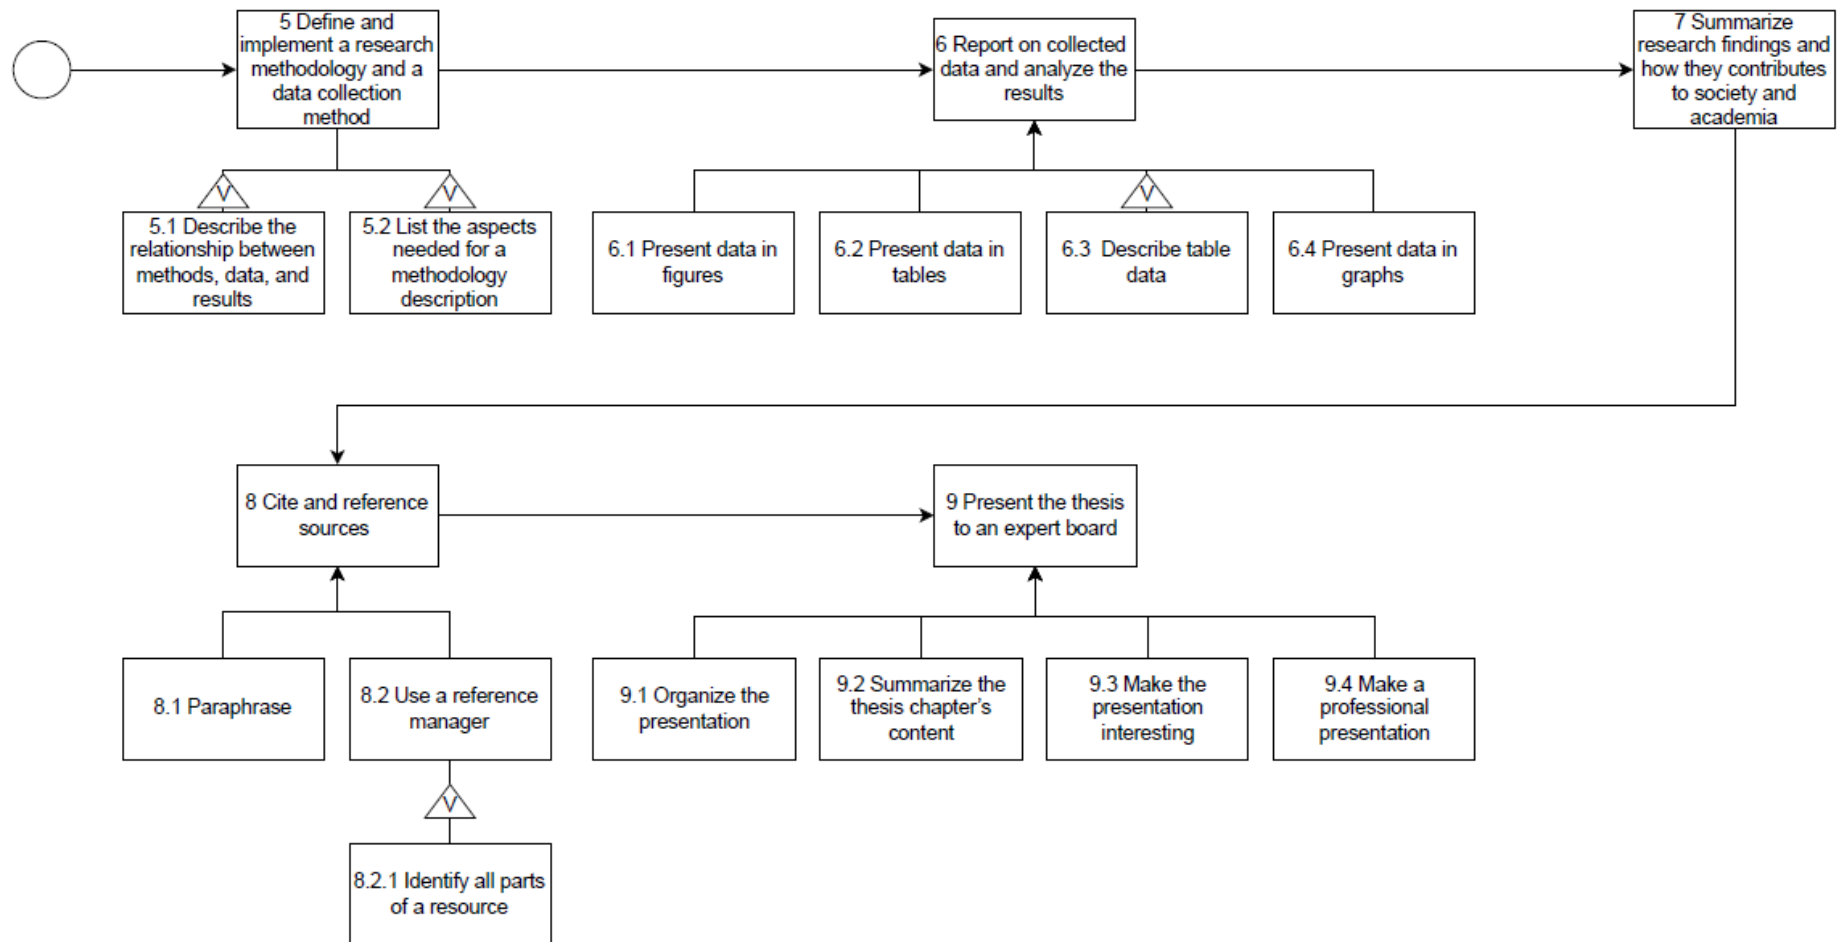 5 Define and
implement a research
methodology and a
data collection
method
6 Report on collected
data and analyze the
results
7 Summarize
research findings and
how they contributes
to society and
academia
V
V
V
5.1 Describe the
relationship between
methods, data, and
results
5.2 List the aspects
needed for a
methodology
description
6.1 Present data in
figures
6.2 Present data in
tables
6.3 Describe table
data
6.4 Present data in
graphs
8 Cite and reference
sources
9 Present the thesis
to an expert board
8.1 Paraphrase
8.2 Use a reference
manager
9.1 Organize the
presentation
9.2 Summarize the
thesis chapter's
content
9.3 Make the
presentation
interesting
9.4 Make a
professional
presentation
V
8.2.1 Identify all parts
of a resource